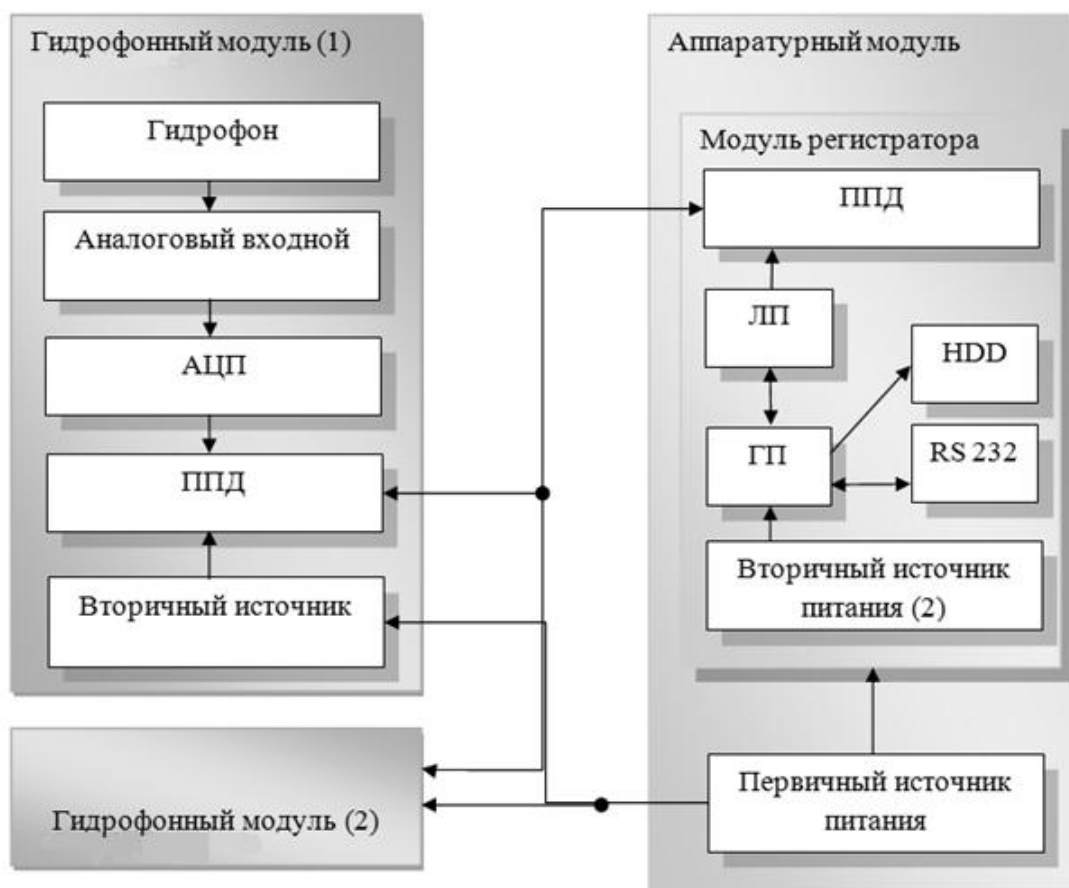 Гидрофонный модуль (1)
Гидрофон
Аналоговый входной
АЦП
ППД
Вторичный источник
Гидрофонный модуль (2)
Аппаратурный модуль
Модуль регистратора
ППД
ЛП
HDD
ГП
RS 232
Вторичный источник
питания (2)
Первичный источник
питания